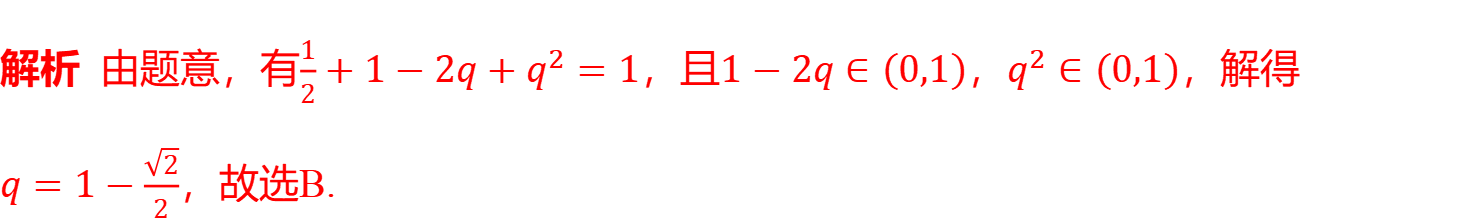 解析 由题意，有$\frac{1}{2}+1-2q+q^2=1$，且$1-2q\in(0,1)$，$q^2\in(0,1)$，解得
$q=1-\frac{\sqrt{2}}{2}$，故选B.